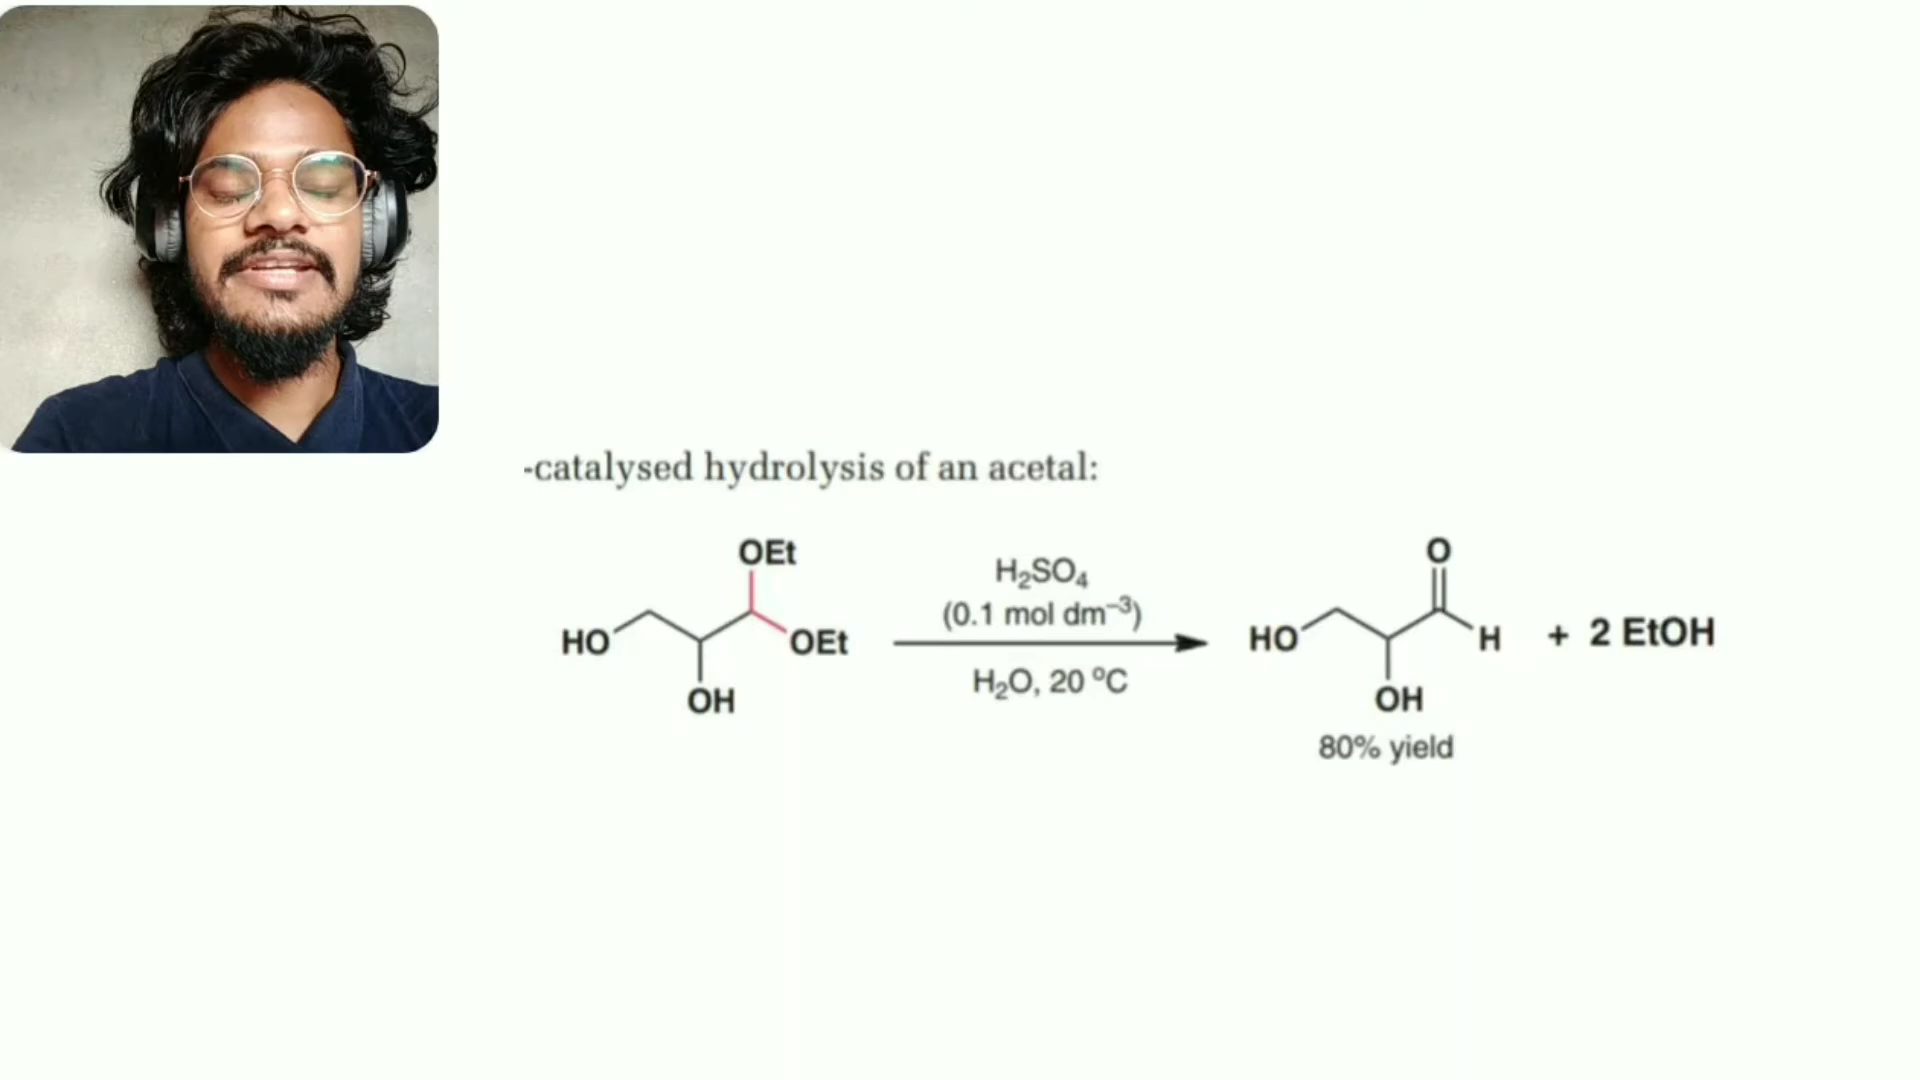 -catalysed hydrolysis of an acetal:
OEt
HO
OEt
OH
H₂SO₄
(0.1 mol dm⁻³)
H₂O, 20 °C
O
HO
H
OH
+ 2 EtOH
80% yield